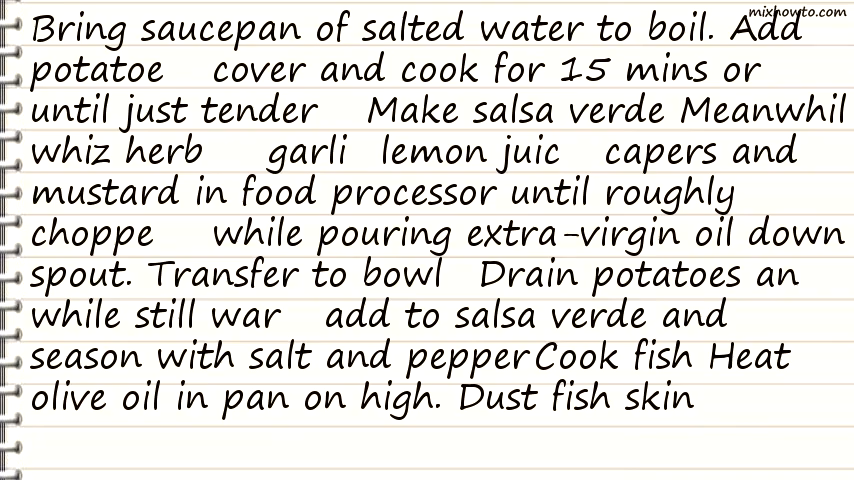 mixhowto.com
Bring saucepan of salted water to boil. Add
potatoe cover and cook for 15 mins or
until just tender Make salsa verde Meanwhil
whiz herb garli lemon juic capers and
mustard in food processor until roughly
choppe while pouring extra-virgin oil down
spout. Transfer to bowl Drain potatoes an
while still war add to salsa verde and
season with salt and pepper Cook fish Heat
olive oil in pan on high. Dust fish skin